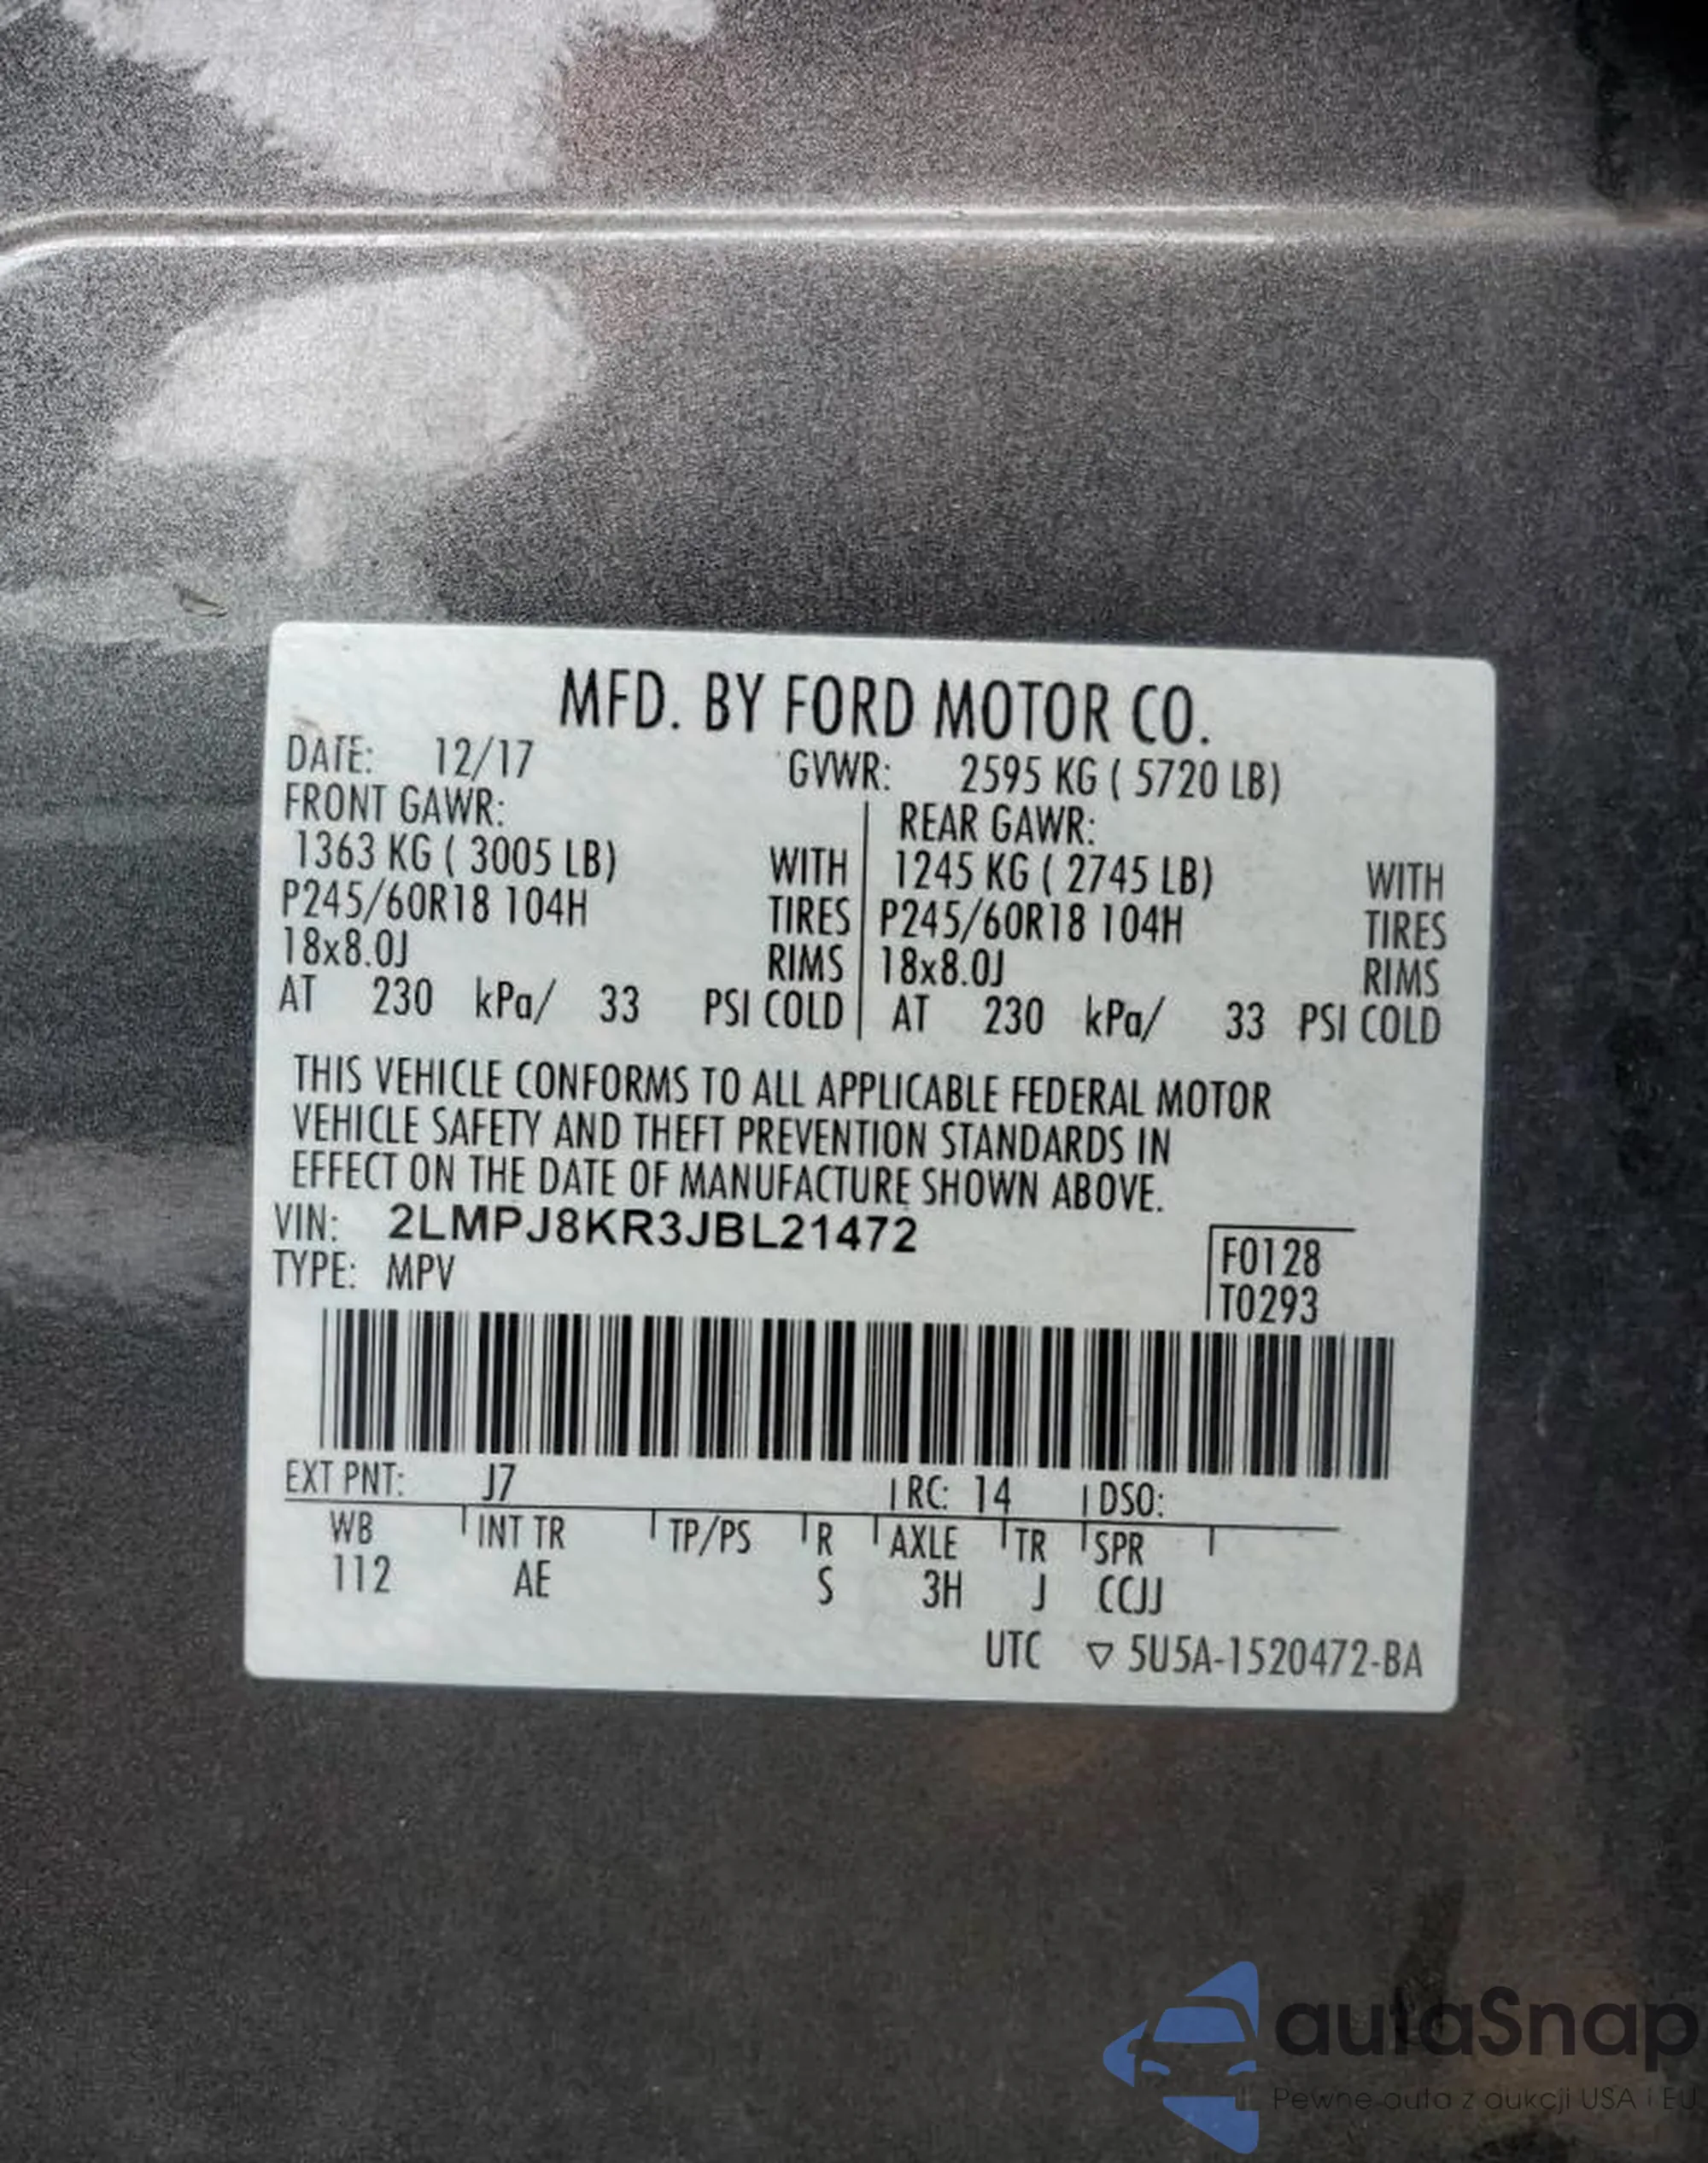 MFD. BY FORD MOTOR CO.
DATE: 12/17 GVWR: 2595 KG ( 5720 LB)
FRONT GAWR: REAR GAWR:
1363 KG ( 3005 LB) WITH 1245 KG ( 2745 LB) WITH
P245/60R18 104H TIRES P245/60R18 104H TIRES
18x8.0J RIMS 18x8.0J RIMS
AT 230 kPa/ 33 PSI COLD AT 230 kPa/ 33 PSI COLD
THIS VEHICLE CONFORMS TO ALL APPLICABLE FEDERAL MOTOR
VEHICLE SAFETY AND THEFT PREVENTION STANDARDS IN
EFFECT ON THE DATE OF MANUFACTURE SHOWN ABOVE.
VIN: 2LMPJ8KR3JBL21472
TYPE: MPV
F0128
T0293
EXT PNT: J7 RC: 14 DSO:
WB INT TR TP/PS R AXLE TR SPR
112 AE S 3H J CCJJ
UTC ▽ 5U5A-1520472-BA
autaSnap
Pewne auta z aukcji USA i EU